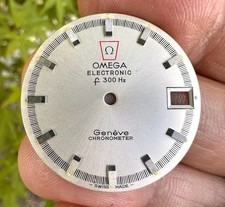 Ω
OMEGA
ELECTRONIC
f 300 Hz
Genève
CHRONOMETER
SWISS MADE